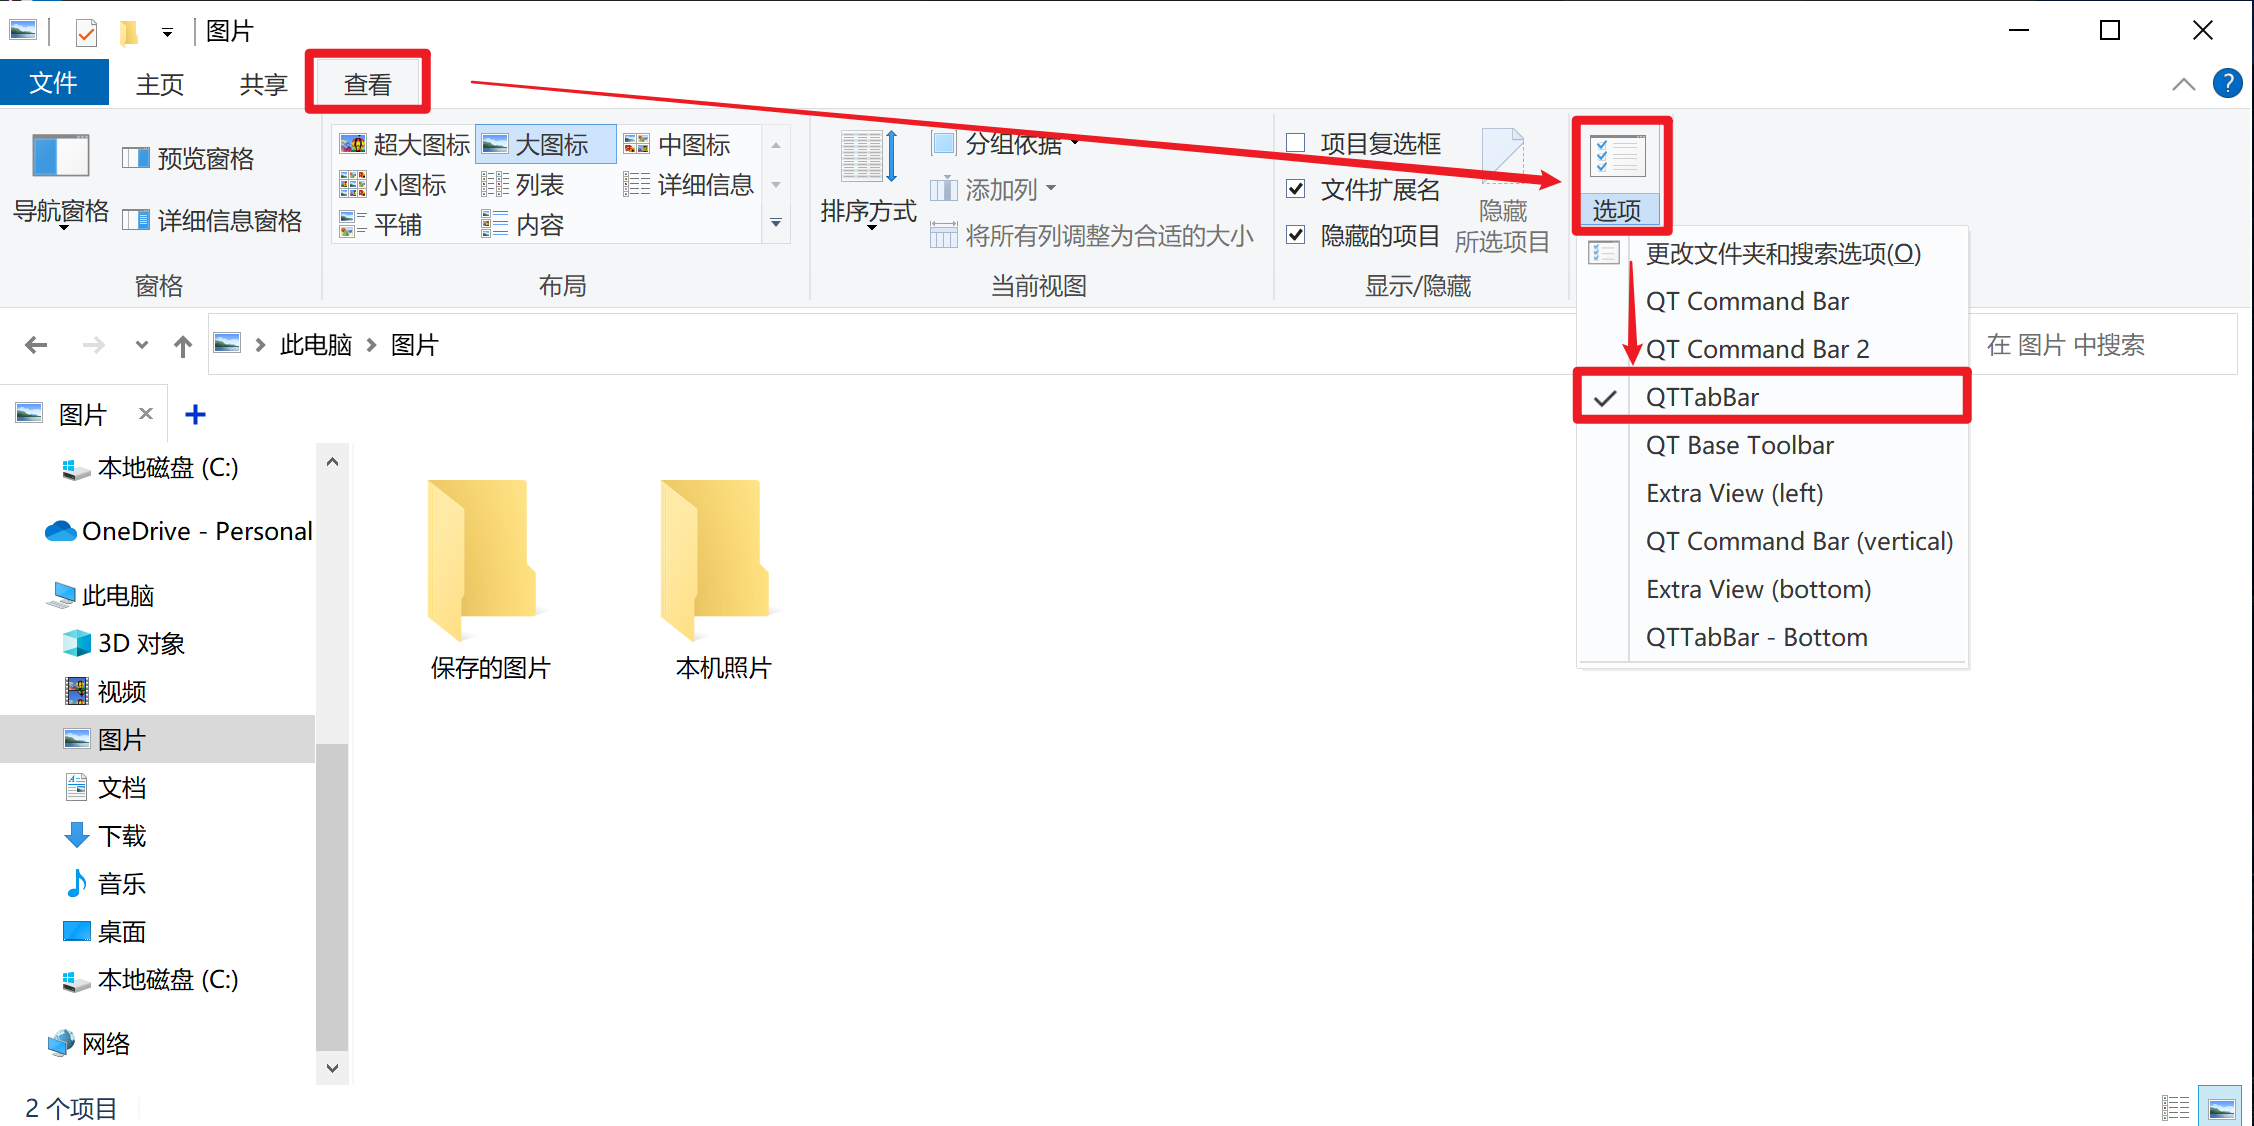 图片
文件 主页 共享 查看
导航窗格
预览窗格
详细信息窗格
窗格
超大图标 大图标 中图标
小图标 列表 详细信息
平铺 内容
布局
排序方式
分组依据
添加列
将所有列调整为合适的大小
当前视图
项目复选框
文件扩展名
隐藏的项目
隐藏
所选项目
显示/隐藏
选项
更改文件夹和搜索选项(O)
QT Command Bar
QT Command Bar 2
QTTabBar
QT Base Toolbar
Extra View (left)
QT Command Bar (vertical)
Extra View (bottom)
QTTabBar - Bottom
此电脑 图片
在 图片 中搜索
图片
本地磁盘 (C:)
OneDrive - Personal
此电脑
3D 对象
视频
图片
文档
下载
音乐
桌面
本地磁盘 (C:)
网络
保存的图片
本机照片
2 个项目